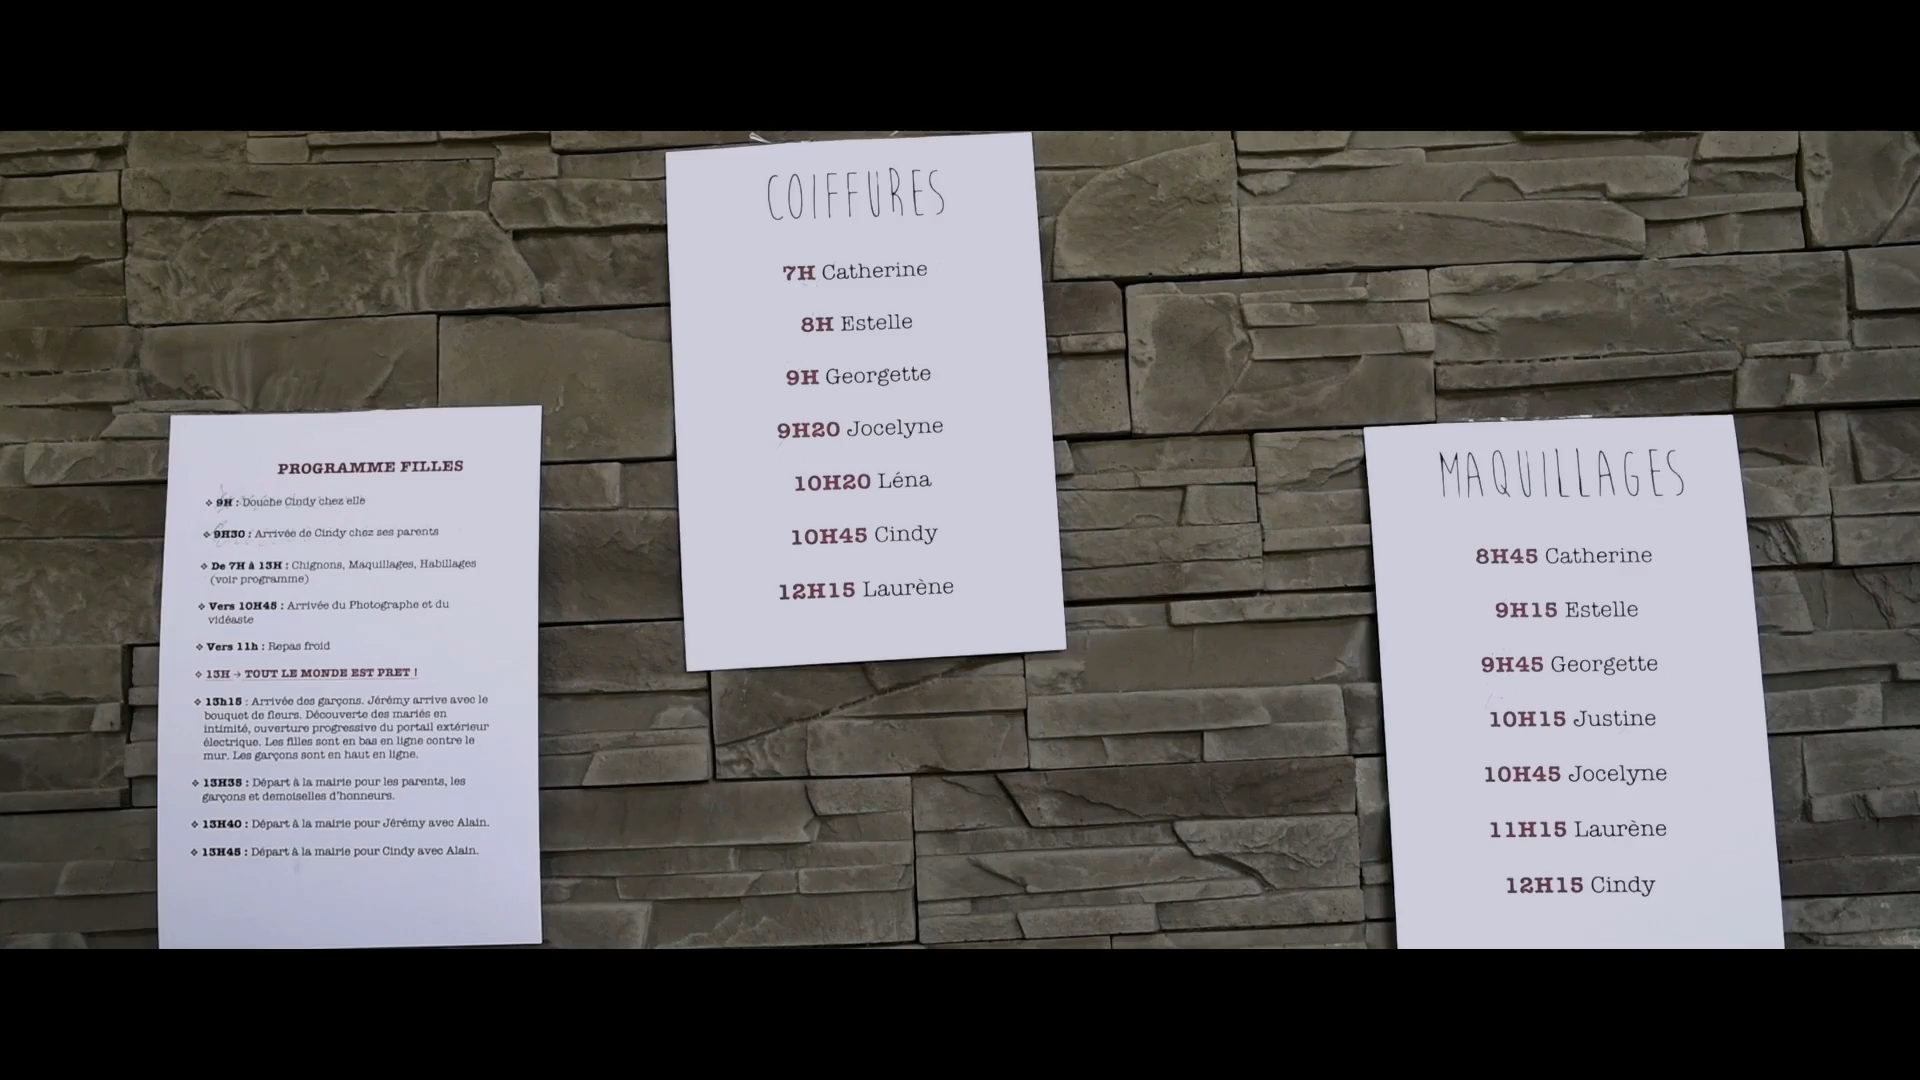 PROGRAMME FILLES
❖ 9H : Douche Cindy chez elle
❖ 9H30 : Arrivée de Cindy chez ses parents
❖ De 7H à 13H : Chignons, Maquillages, Habillages
(voir programme)
❖ Vers 10H45 : Arrivée du Photographe et du
vidéaste
❖ Vers 11h : Repas froid
❖ 13H → TOUT LE MONDE EST PRET !
❖ 13h15 : Arrivée des garçons. Jérémy arrive avec le
bouquet de fleurs. Découverte des mariés en
intimité, ouverture progressive du portail extérieur
électrique. Les filles sont en bas en ligne contre le
mur. Les garçons sont en haut en ligne.
❖ 13H35 : Départ à la mairie pour les parents, les
garçons et demoiselles d'honneurs.
❖ 13H40 : Départ à la mairie pour Jérémy avec Alain.
❖ 13H45 : Départ à la mairie pour Cindy avec Alain.
COIFFURES
7H Catherine
8H Estelle
9H Georgette
9H20 Jocelyne
10H20 Léna
10H45 Cindy
12H15 Laurène
MAQUILLAGES
8H45 Catherine
9H15 Estelle
9H45 Georgette
10H15 Justine
10H45 Jocelyne
11H15 Laurène
12H15 Cindy